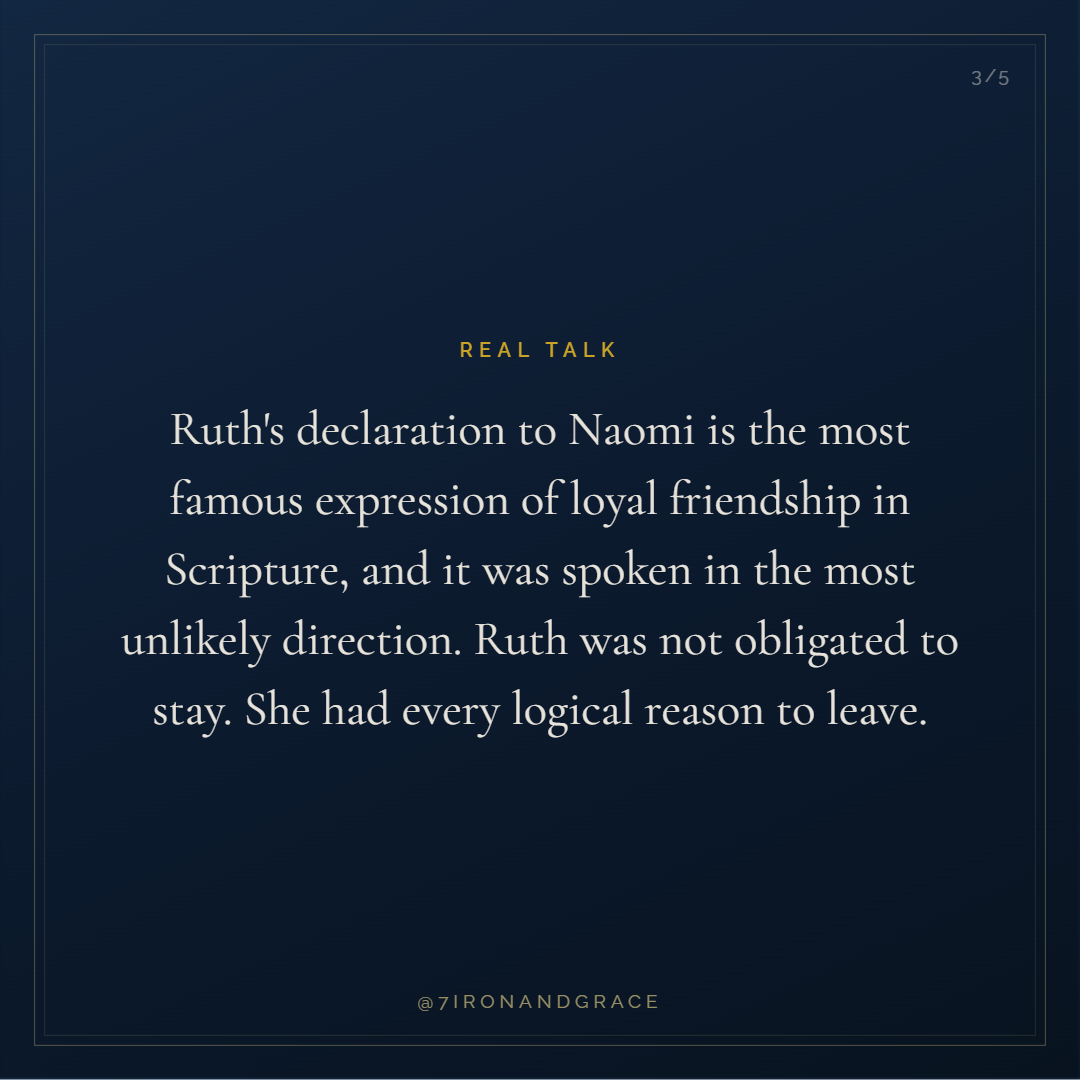 3/5
REAL TALK
Ruth's declaration to Naomi is the most
famous expression of loyal friendship in
Scripture, and it was spoken in the most
unlikely direction. Ruth was not obligated to
stay. She had every logical reason to leave.
@7IRONANDGRACE